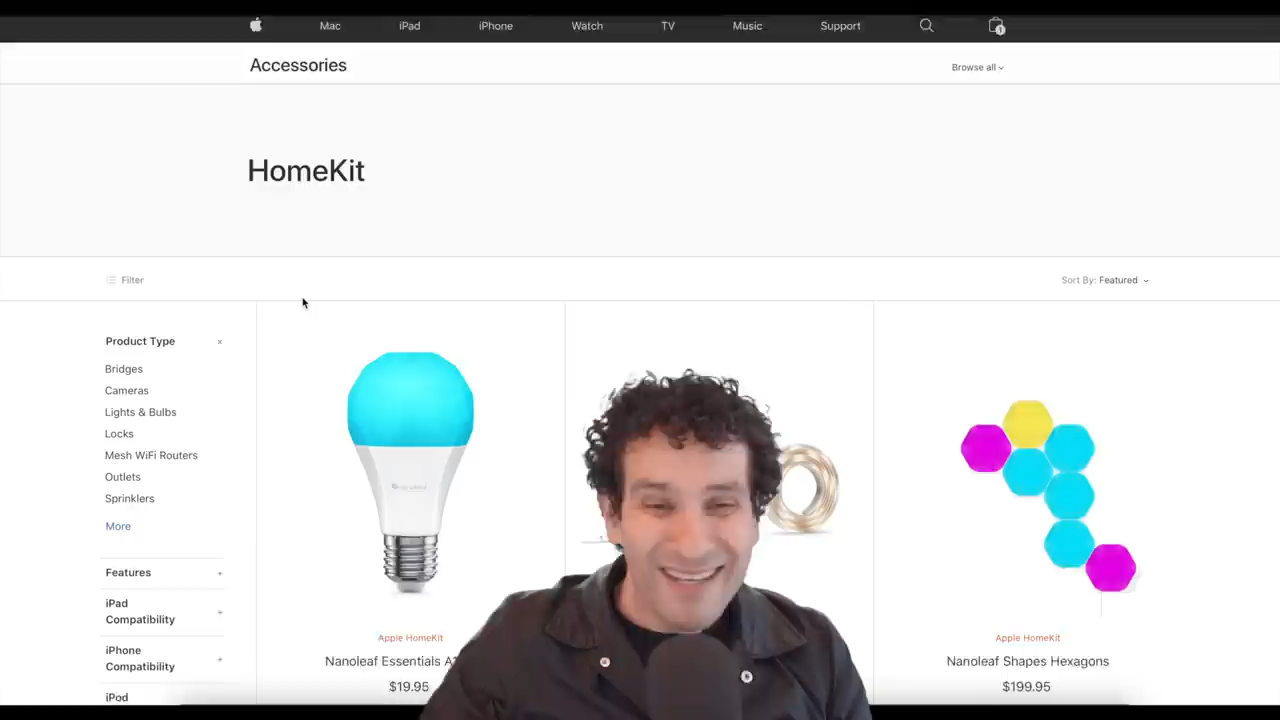 Mac iPad iPhone Watch TV Music Support
1
Accessories
Browse all
HomeKit
Filter
Sort By: Featured
Product Type
Bridges
Cameras
Lights & Bulbs
Locks
Mesh WiFi Routers
Outlets
Sprinklers
More
Features
iPad
Compatibility
iPhone
Compatibility
iPod
Apple HomeKit
Nanoleaf Essentials
$19.95
Apple HomeKit
Nanoleaf Shapes Hexagons
$199.95